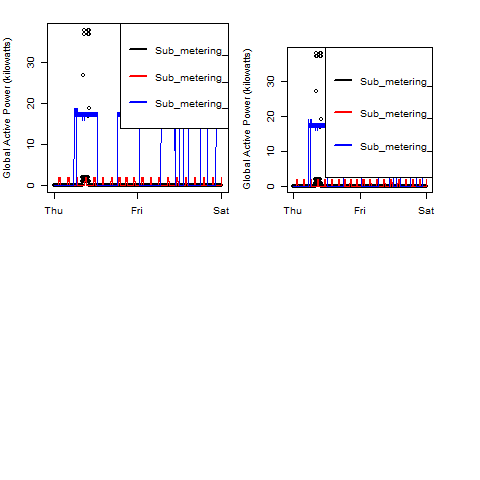 Global Active Power (kilowatts)
0
10
20
30
Thu
Fri
Sat
Sub_metering_
Sub_metering_
Sub_metering_
Global Active Power (kilowatts)
0
10
20
30
Thu
Fri
Sat
Sub_metering_
Sub_metering_
Sub_metering_